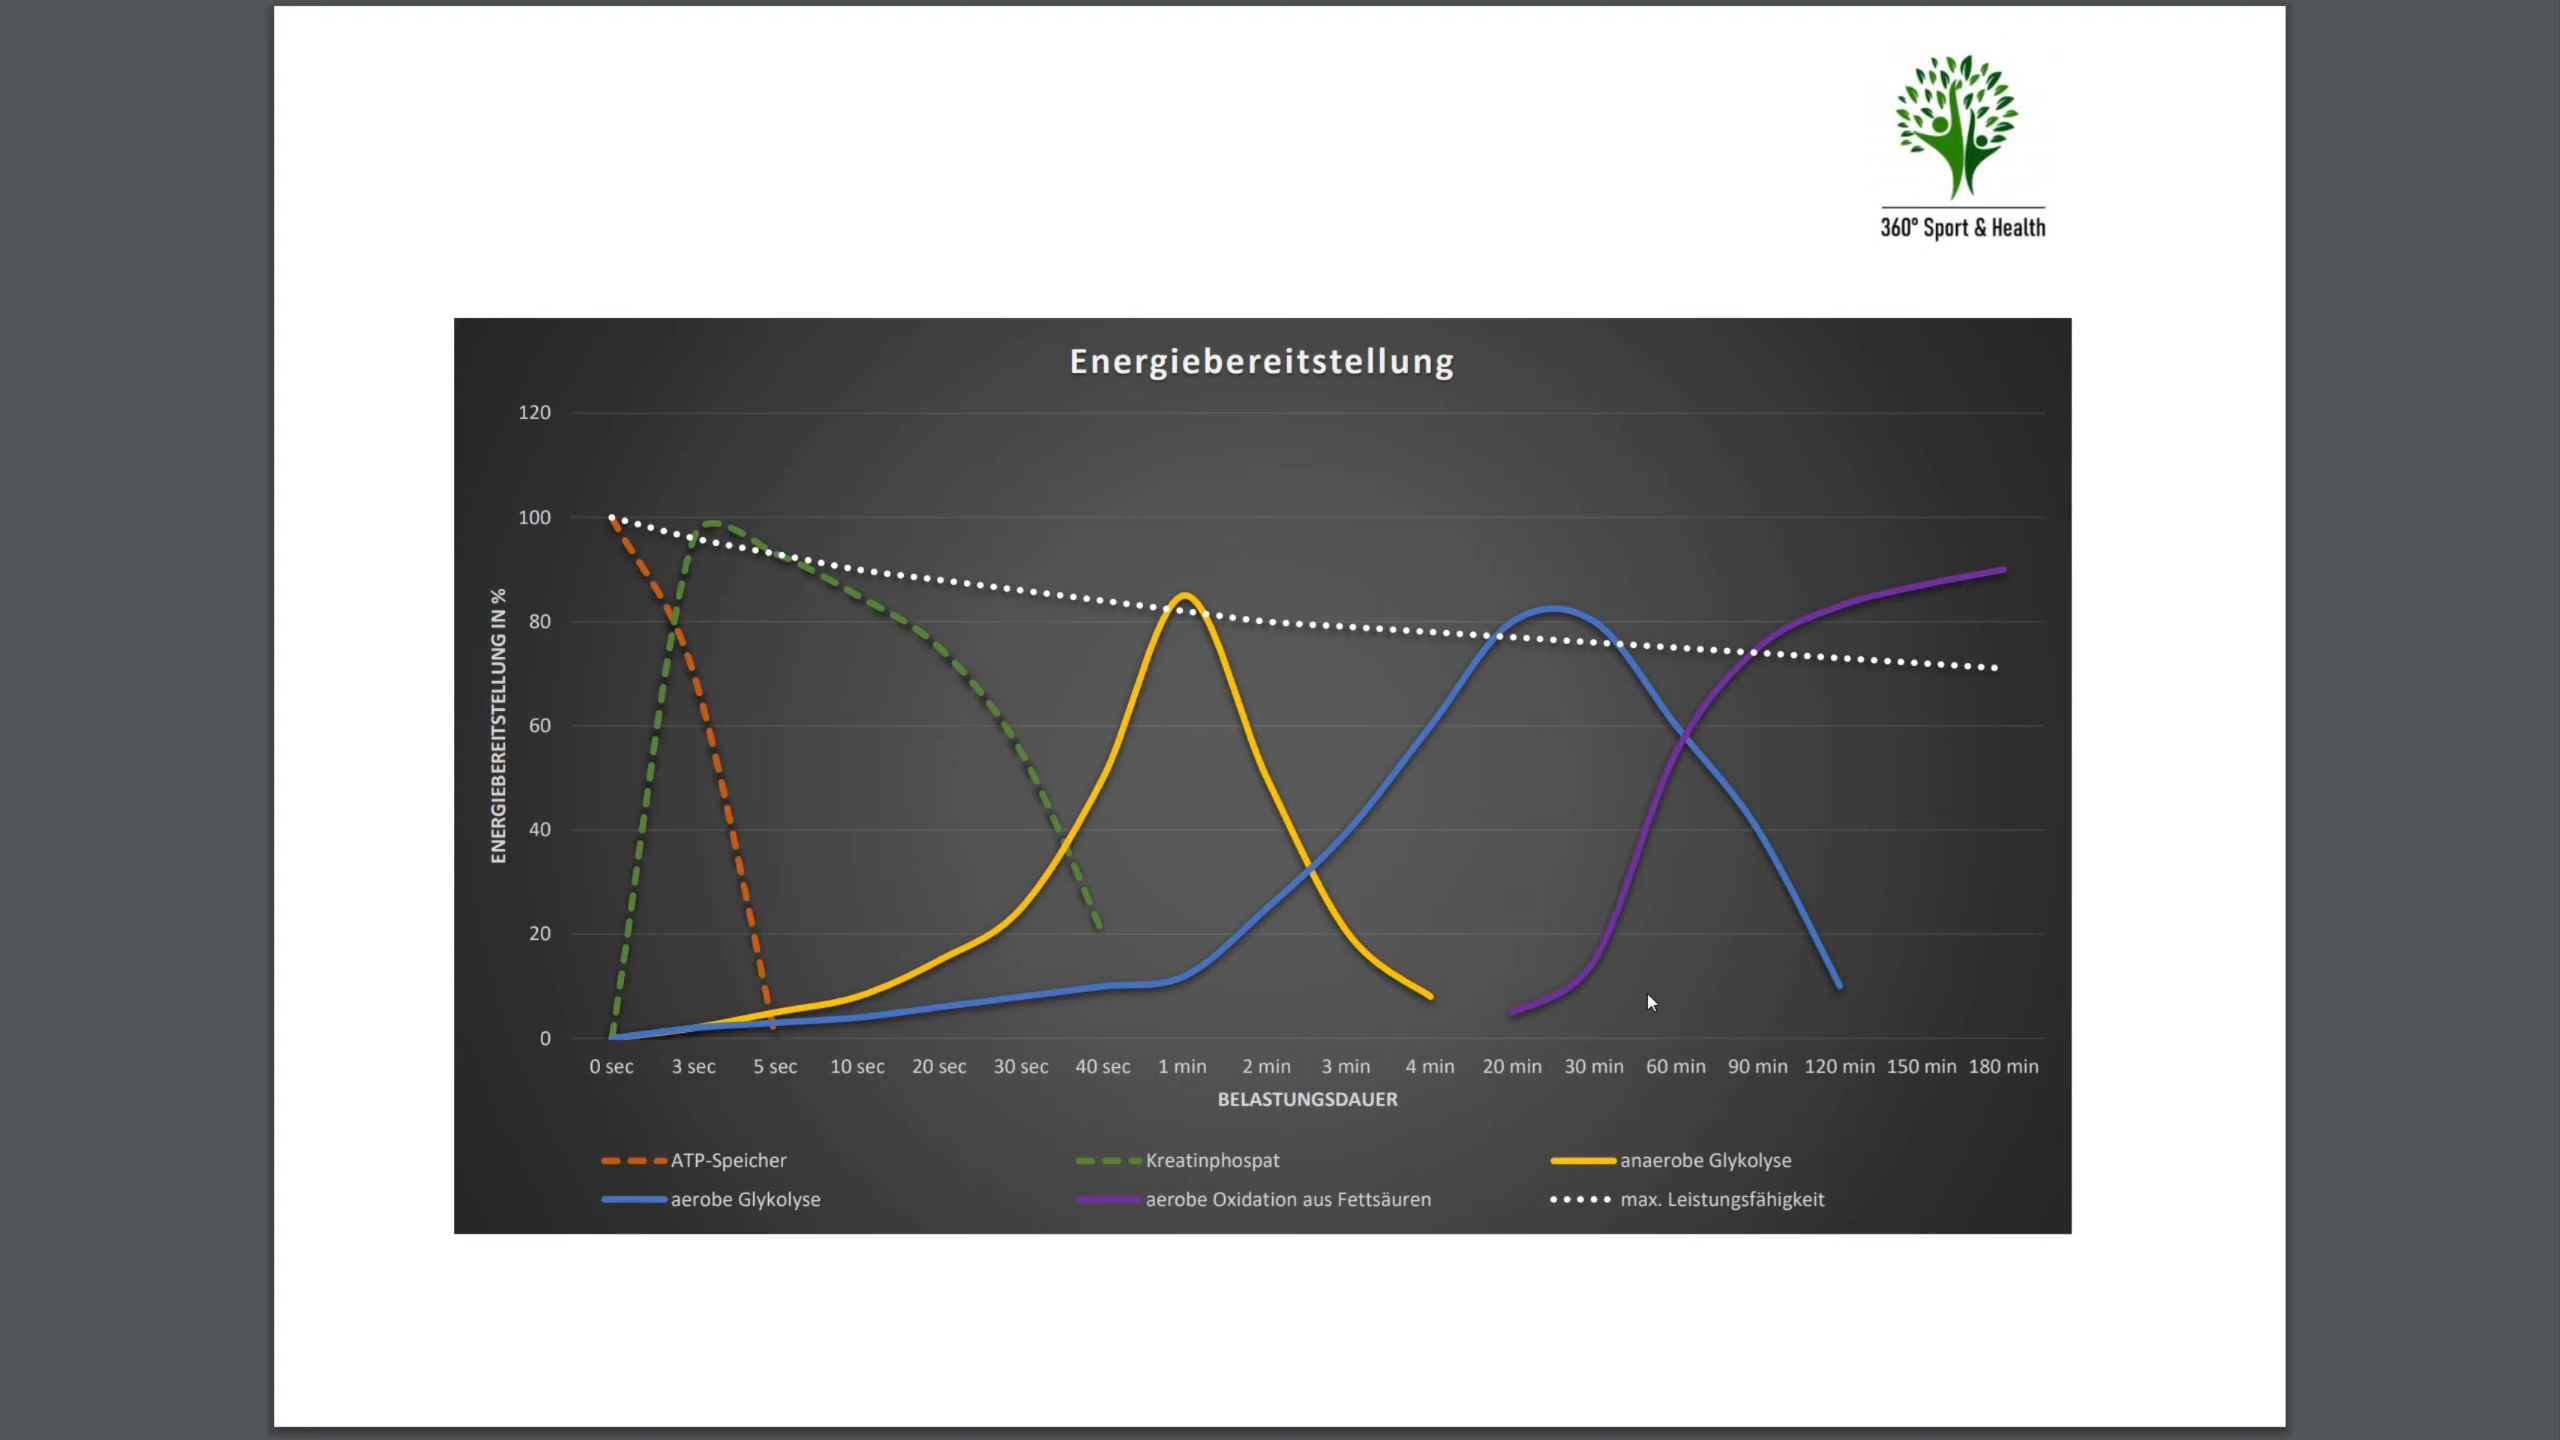 360° Sport & Health
Energiebereitstellung
120
100
80
60
40
20
0
ENERGIEBEREITSTELLUNG IN %
0 sec 3 sec 5 sec 10 sec 20 sec 30 sec 40 sec 1 min 2 min 3 min 4 min 20 min 30 min 60 min 90 min 120 min 150 min 180 min
BELASTUNGSDAUER
ATP-Speicher Kreatinphospat anaerobe Glykolyse
aerobe Glykolyse aerobe Oxidation aus Fettsäuren max. Leistungsfähigkeit